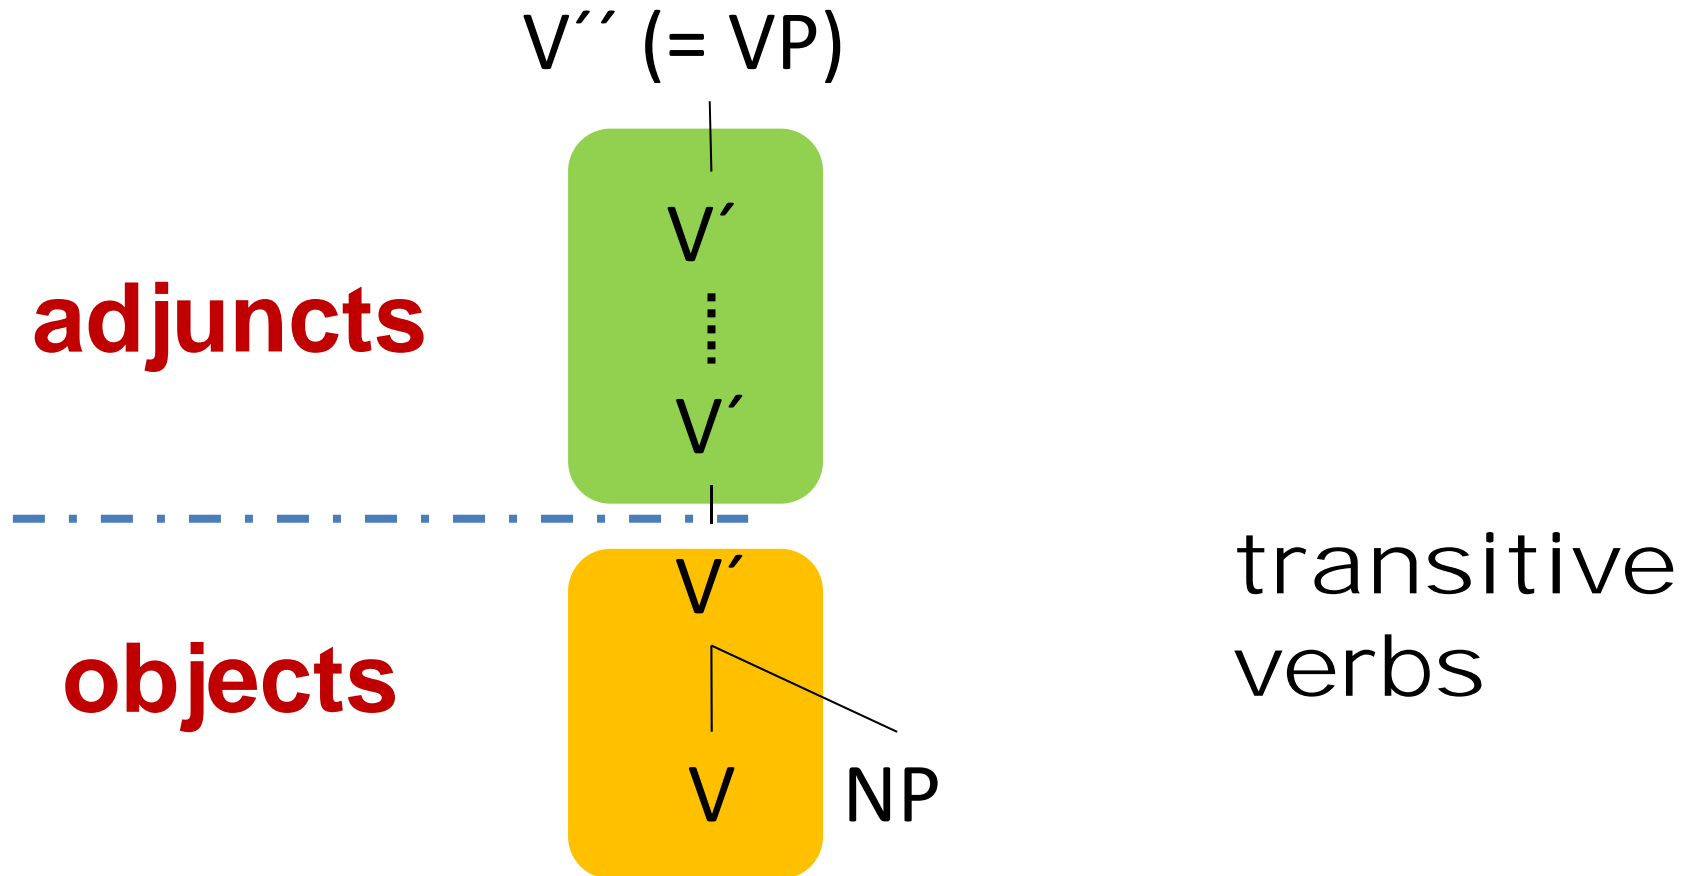 V´´ (= VP)
V´
adjuncts
V´
V´
transitive
verbs
objects
V NP